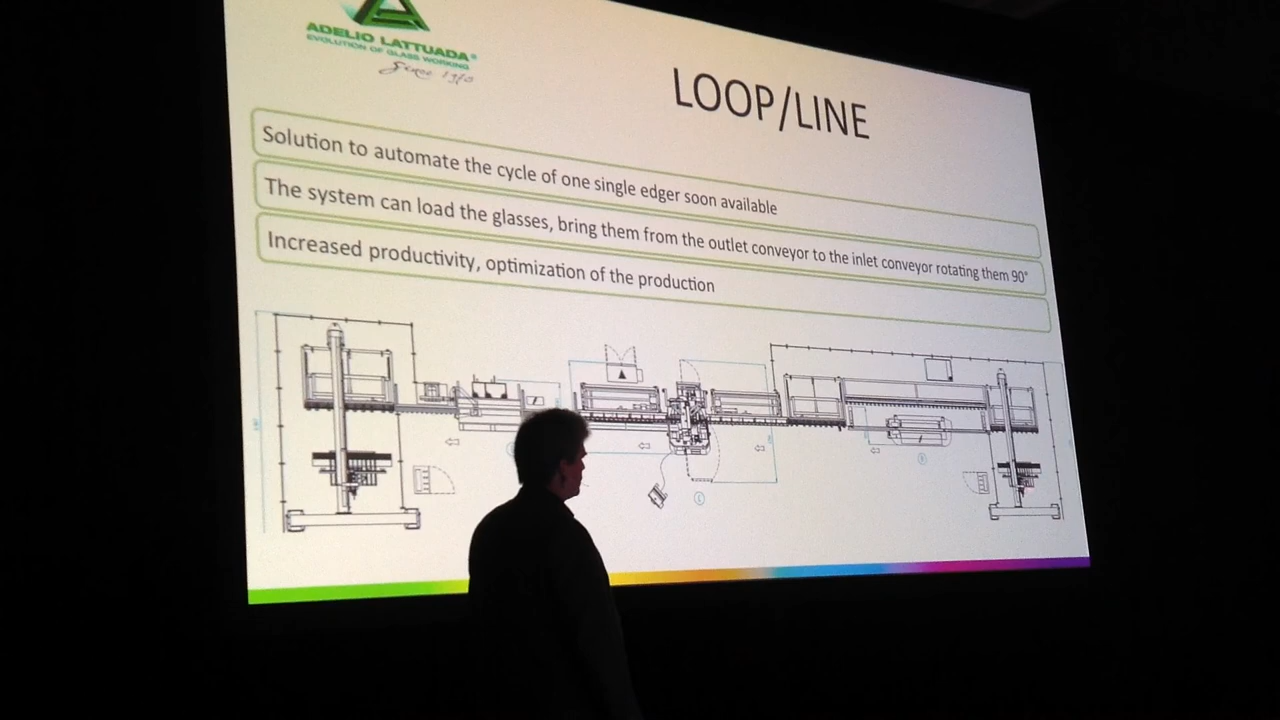 ADELIO LATTUADA®
EVOLUTION OF GLASS WORKING
Since 1978
LOOP/LINE
Solution to automate the cycle of one single edger soon available
The system can load the glasses, bring them from the outlet conveyor to the inlet conveyor rotating them 90°
Increased productivity, optimization of the production